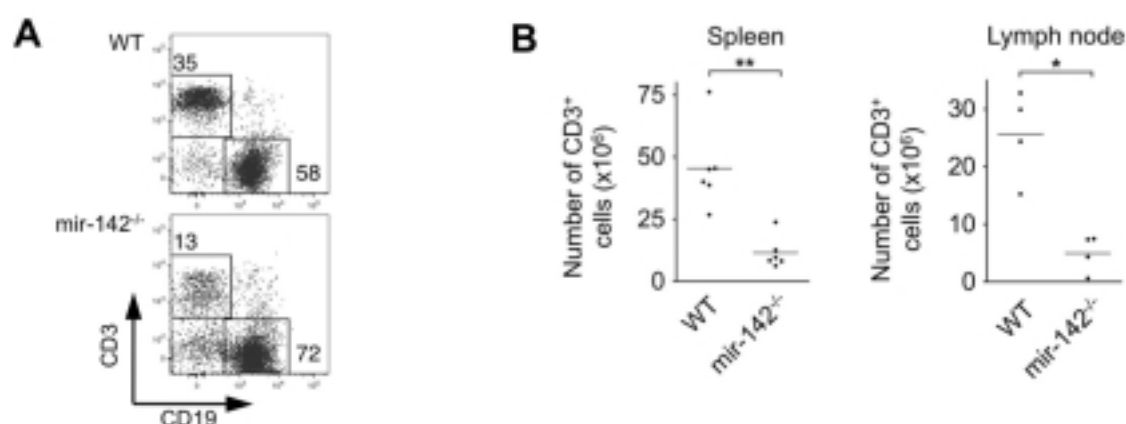 A
WT
35
58
mir-142-/-
13
72
CD3
CD19
B
Spleen
**
Number of CD3+
cells (x10⁶)
75
50
25
0
WT
mir-142-/-
Lymph node
*
Number of CD3+
cells (x10⁶)
30
20
10
0
WT
mir-142-/-